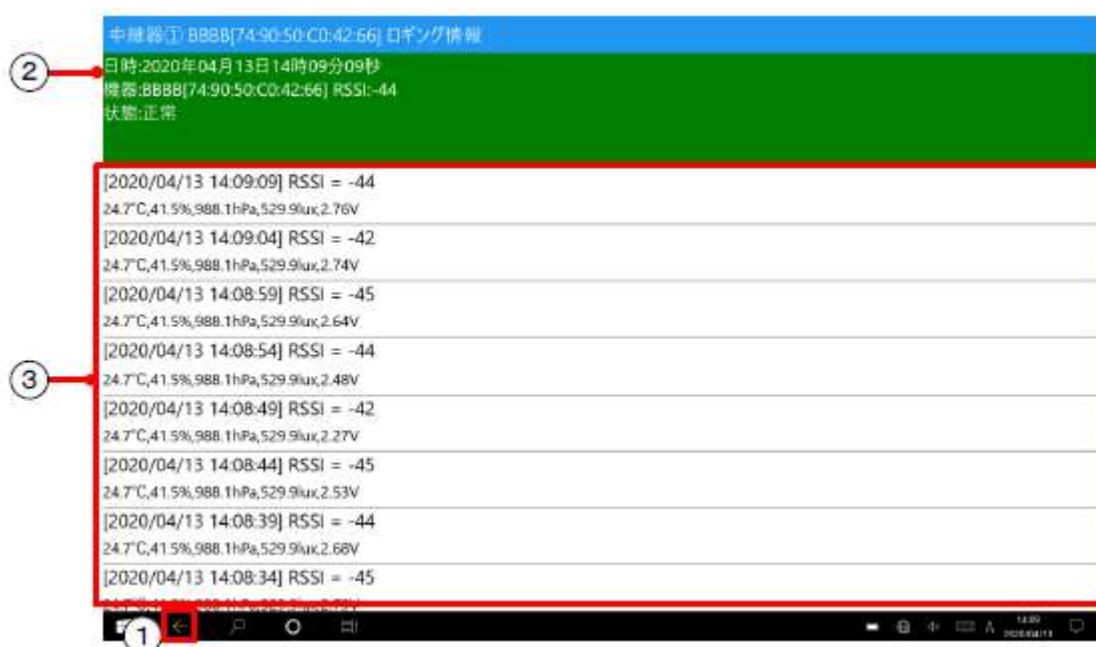 中継器① BBBB[74:90:50:C0:42:66] ロギング情報
②
日時:2020年04月13日14時09分09秒
機器:BBBB[74:90:50:C0:42:66] RSSI:-44
状態:正常
[2020/04/13 14:09:09] RSSI = -44
24.7℃,41.5%,988.1hPa,529.9lux,2.76V
[2020/04/13 14:09:04] RSSI = -42
24.7℃,41.5%,988.1hPa,529.9lux,2.74V
[2020/04/13 14:08:59] RSSI = -45
24.7℃,41.5%,988.1hPa,529.9lux,2.64V
[2020/04/13 14:08:54] RSSI = -44
③
24.7℃,41.5%,988.1hPa,529.9lux,2.48V
[2020/04/13 14:08:49] RSSI = -42
24.7℃,41.5%,988.1hPa,529.9lux,2.27V
[2020/04/13 14:08:44] RSSI = -45
24.7℃,41.5%,988.1hPa,529.9lux,2.53V
[2020/04/13 14:08:39] RSSI = -44
24.7℃,41.5%,988.1hPa,529.9lux,2.68V
[2020/04/13 14:08:34] RSSI = -45
①
A
14:09
2020/04/13